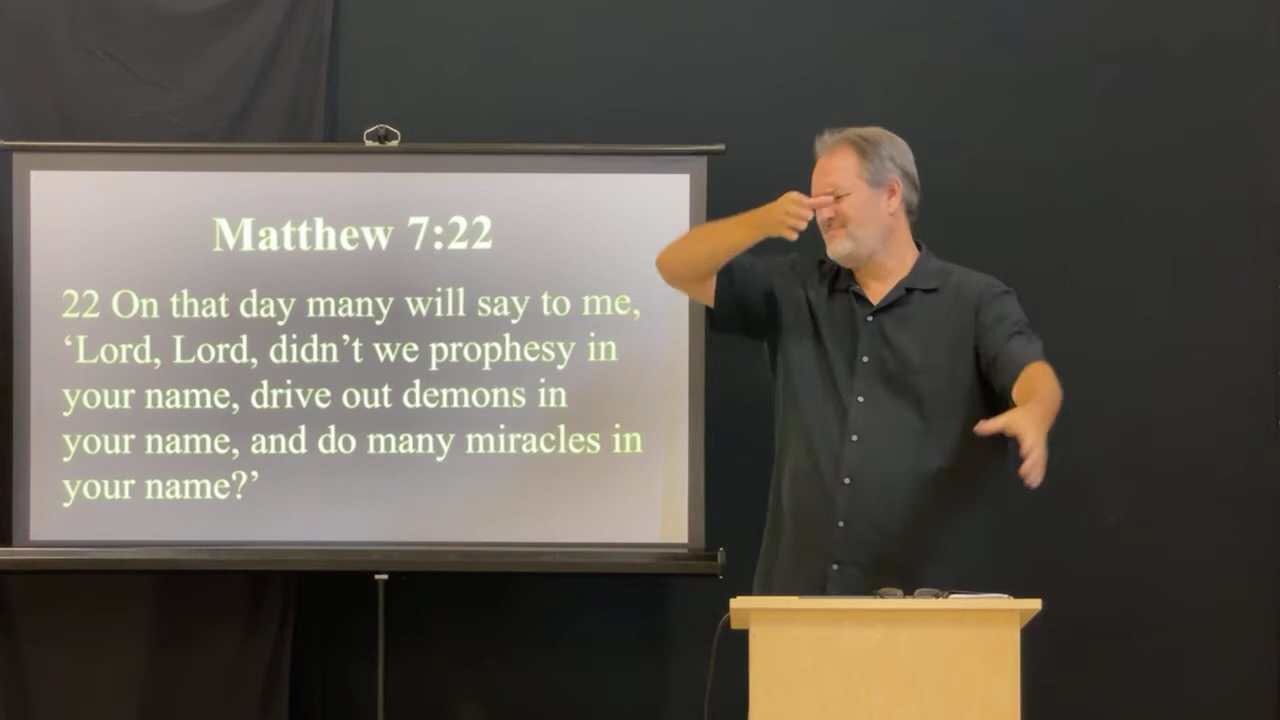 Matthew 7:22
22 On that day many will say to me,
‘Lord, Lord, didn’t we prophesy in
your name, drive out demons in
your name, and do many miracles in
your name?’